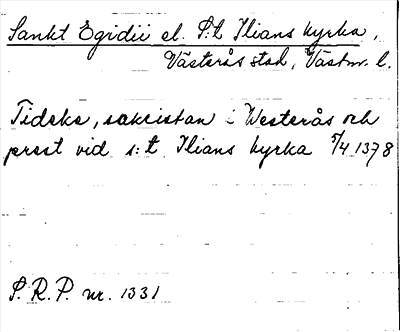 Sankt Egidii el. S:t Ilians kyrka,
Västerås stad, Västm. l.
Tideke, sakristan i Westerås och
prest vid s:t Ilians kyrka 5/4 1378
S. R. P. nr. 1331